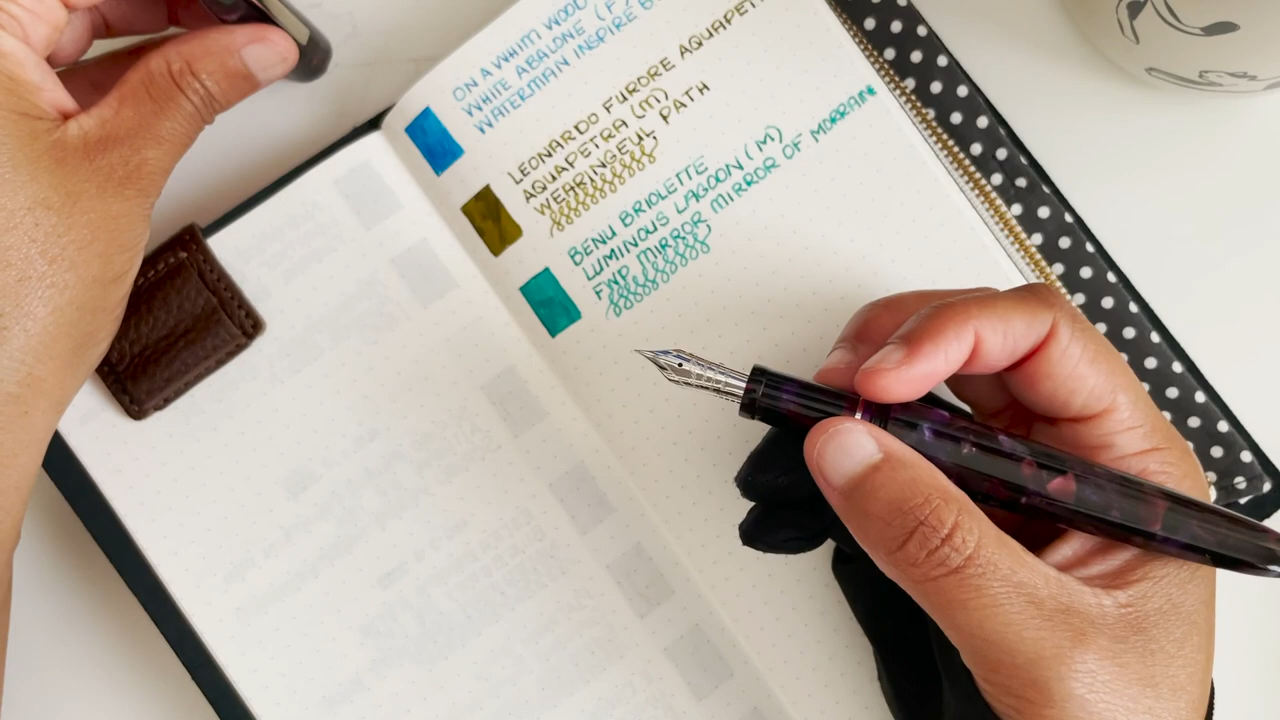 ON A WHIM WOOD
WHITE ABALONE (F)
WATERMAN INSPIRE B
LEONARDO FURORE AQUAPET
AQUAPETRA (M)
WEARINGEUL PATH
BENU BRIOLETTE
LUMINOUS LAGOON (M)
FWP MIRROR MIRROR OF MORRAINE